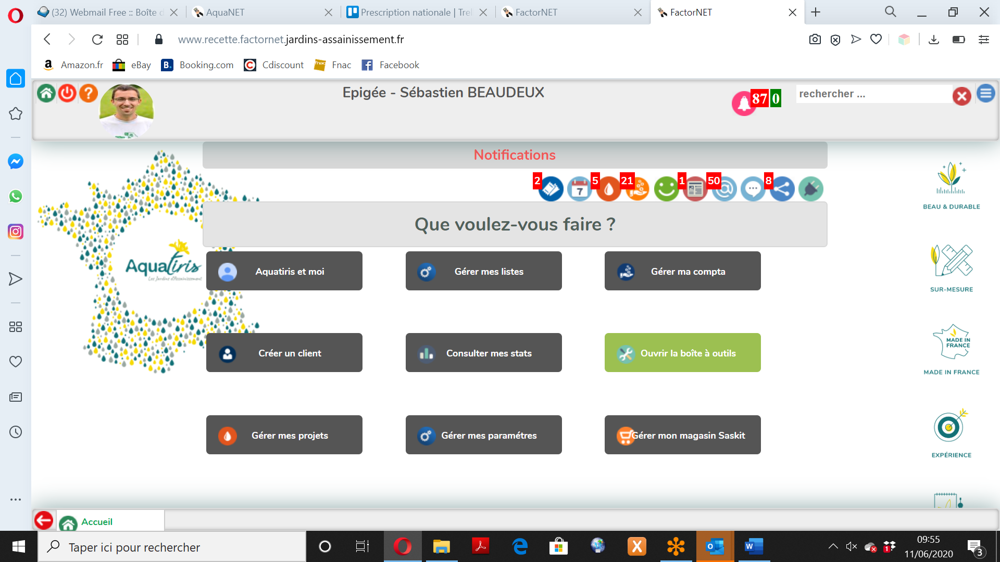 (32) Webmail Free :: Boîte d
AquaNET
Prescription nationale | Trel
FactorNET
FactorNET
www.recette.factornet.jardins-assainissement.fr
Amazon.fr
eBay
Booking.com
Cdiscount
Fnac
Facebook
Epigée - Sébastien BEAUDEUX
87 0
rechercher ...
Notifications
2
7
5
21
1
50
8
BEAU & DURABLE
Que voulez-vous faire ?
Aquatiris
Les Jardins d'Assainissement
Aquatiris et moi
Gérer mes listes
Gérer ma compta
SUR-MESURE
Créer un client
Consulter mes stats
Ouvrir la boîte à outils
MADE IN
FRANCE
MADE IN FRANCE
Gérer mes projets
Gérer mes paramétres
Gérer mon magasin Saskit
EXPÉRIENCE
Accueil
Taper ici pour rechercher
09:55
11/06/2020
1
3